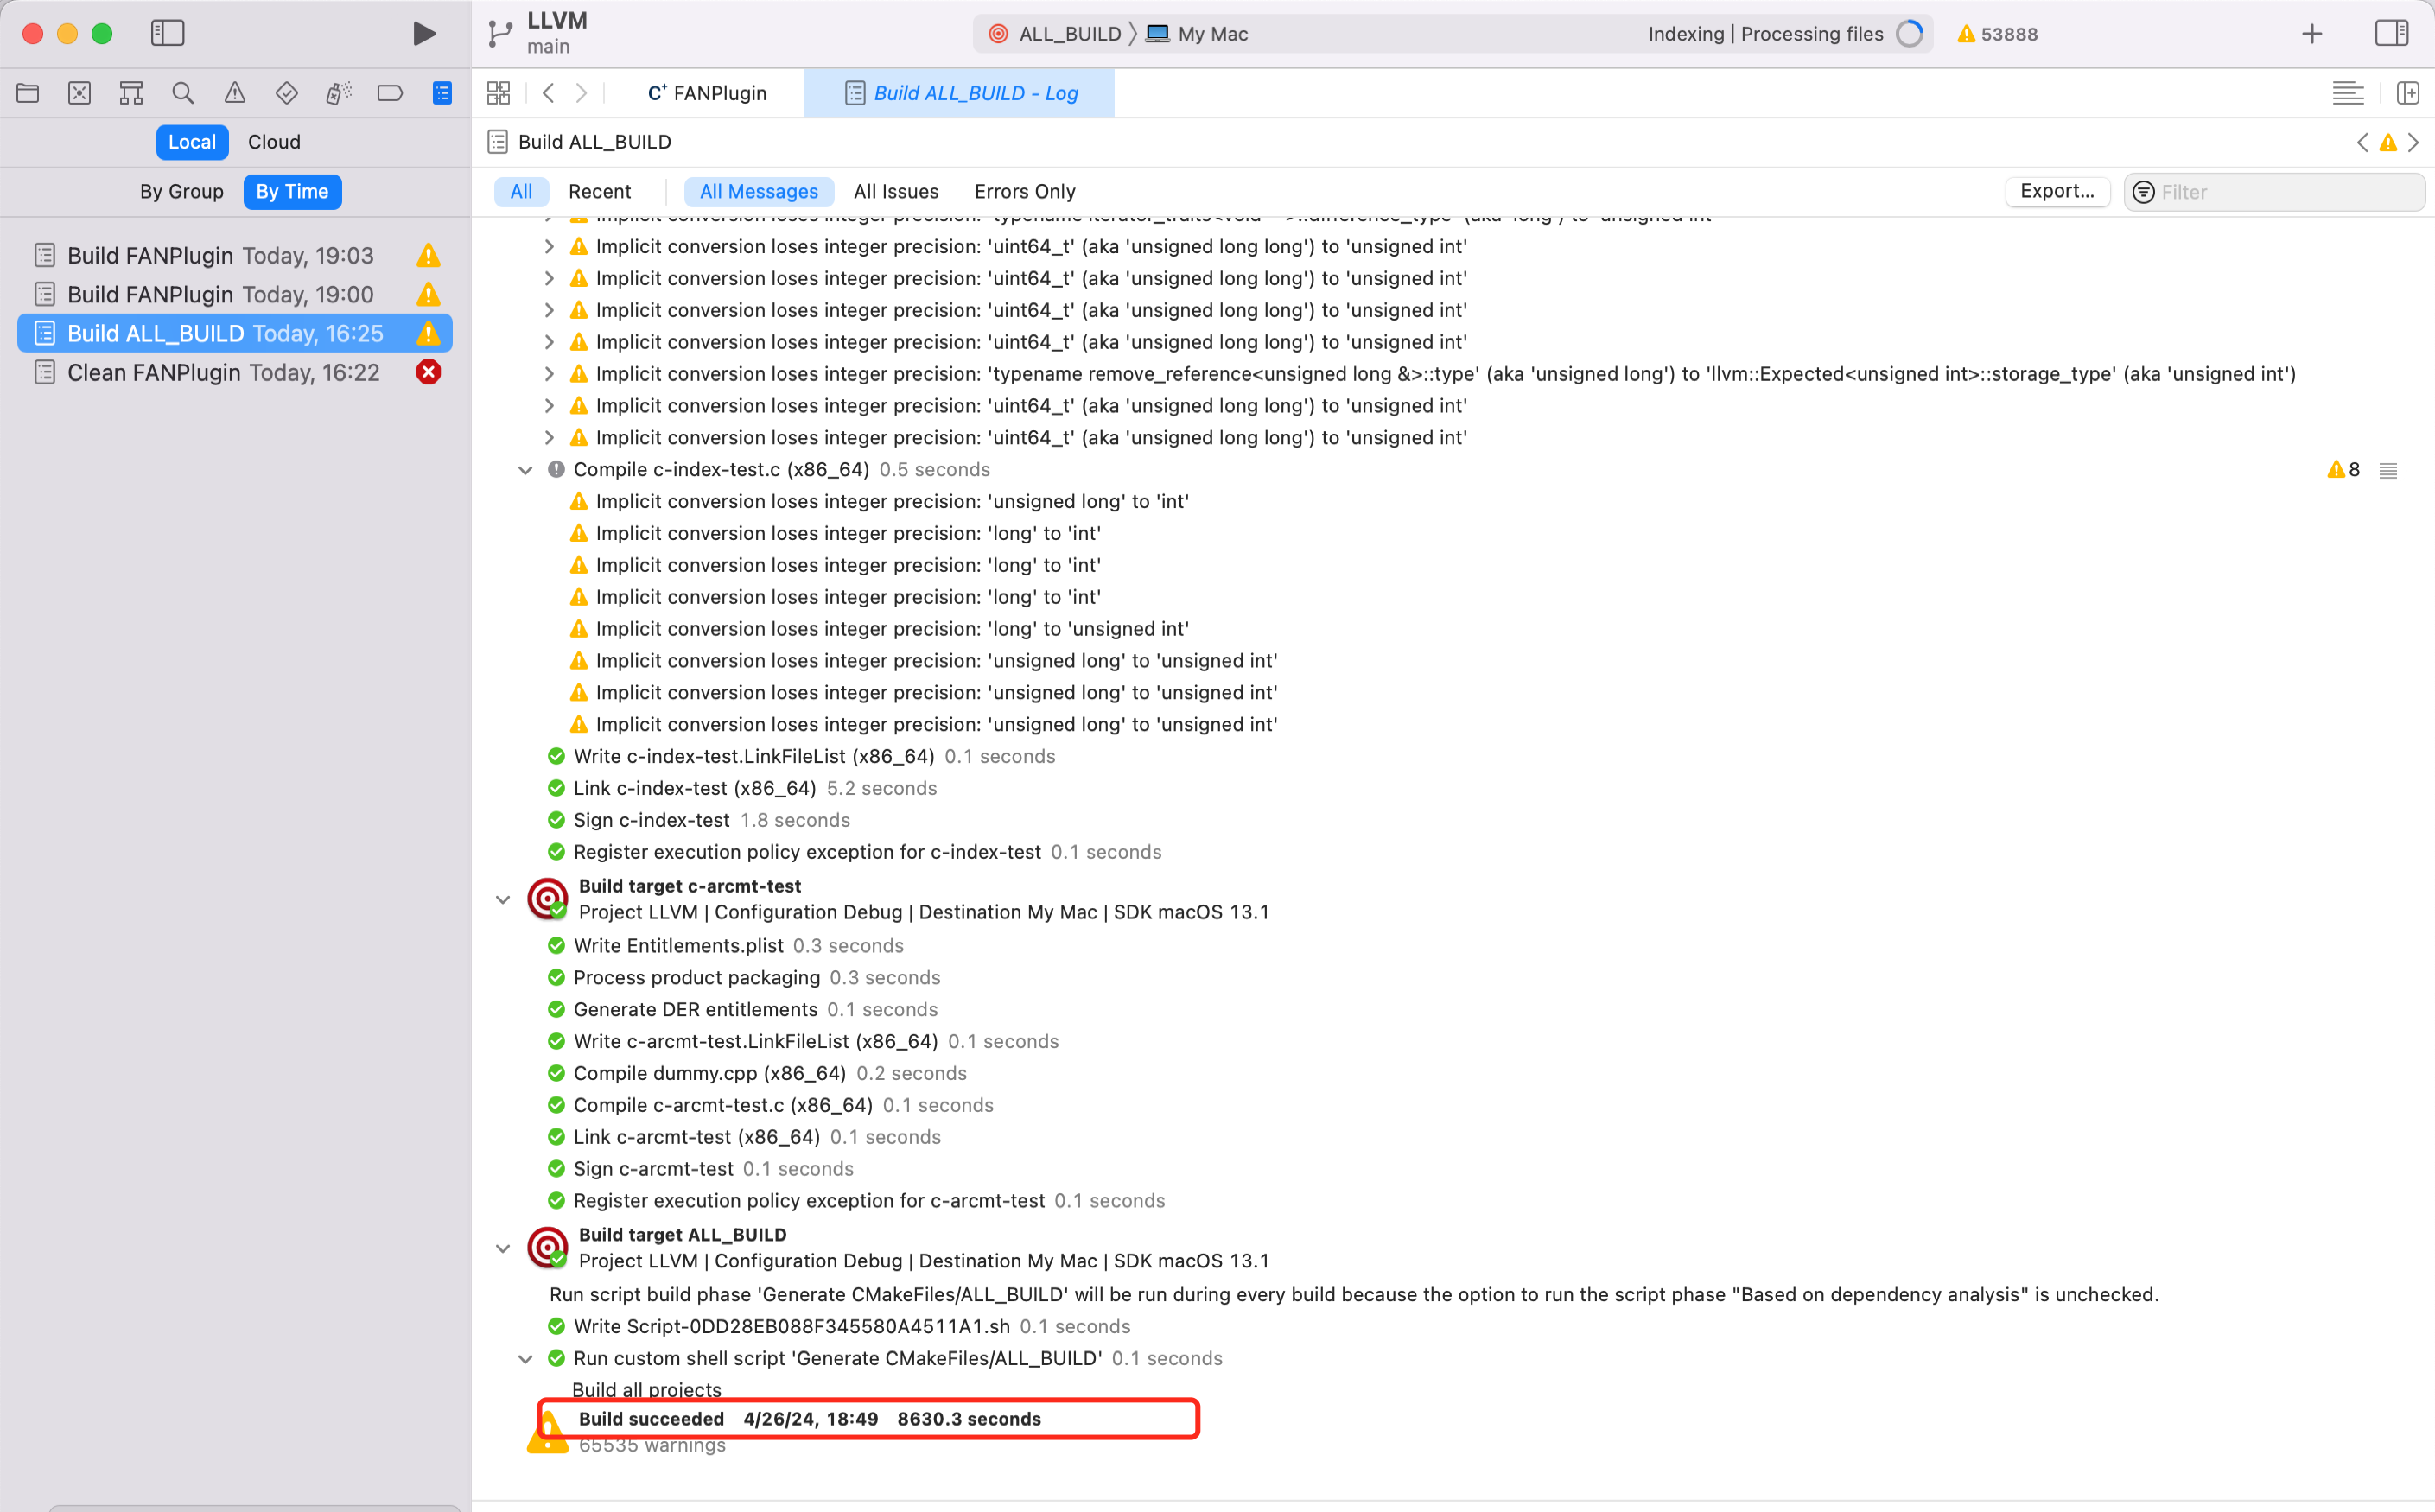 LLVM
main
ALL_BUILD
My Mac
Indexing | Processing files
53888
FANPlugin
Build ALL_BUILD - Log
Local
Cloud
Build ALL_BUILD
By Group
By Time
All
Recent
All Messages
All Issues
Errors Only
Export...
Filter
Build FANPlugin Today, 19:03
Build FANPlugin Today, 19:00
Build ALL_BUILD Today, 16:25
Clean FANPlugin Today, 16:22
Implicit conversion loses integer precision: 'uint64_t' (aka 'unsigned long long') to 'unsigned int'
Implicit conversion loses integer precision: 'uint64_t' (aka 'unsigned long long') to 'unsigned int'
Implicit conversion loses integer precision: 'uint64_t' (aka 'unsigned long long') to 'unsigned int'
Implicit conversion loses integer precision: 'uint64_t' (aka 'unsigned long long') to 'unsigned int'
Implicit conversion loses integer precision: 'typename remove_reference<unsigned long &>::type' (aka 'unsigned long') to 'llvm::Expected<unsigned int>::storage_type' (aka 'unsigned int')
Implicit conversion loses integer precision: 'uint64_t' (aka 'unsigned long long') to 'unsigned int'
Implicit conversion loses integer precision: 'uint64_t' (aka 'unsigned long long') to 'unsigned int'
Compile c-index-test.c (x86_64) 0.5 seconds
8
Implicit conversion loses integer precision: 'unsigned long' to 'int'
Implicit conversion loses integer precision: 'long' to 'int'
Implicit conversion loses integer precision: 'long' to 'int'
Implicit conversion loses integer precision: 'long' to 'int'
Implicit conversion loses integer precision: 'long' to 'unsigned int'
Implicit conversion loses integer precision: 'unsigned long' to 'unsigned int'
Implicit conversion loses integer precision: 'unsigned long' to 'unsigned int'
Implicit conversion loses integer precision: 'unsigned long' to 'unsigned int'
Write c-index-test.LinkFileList (x86_64) 0.1 seconds
Link c-index-test (x86_64) 5.2 seconds
Sign c-index-test 1.8 seconds
Register execution policy exception for c-index-test 0.1 seconds
Build target c-arcmt-test
Project LLVM | Configuration Debug | Destination My Mac | SDK macOS 13.1
Write Entitlements.plist 0.3 seconds
Process product packaging 0.3 seconds
Generate DER entitlements 0.1 seconds
Write c-arcmt-test.LinkFileList (x86_64) 0.1 seconds
Compile dummy.cpp (x86_64) 0.2 seconds
Compile c-arcmt-test.c (x86_64) 0.1 seconds
Link c-arcmt-test (x86_64) 0.1 seconds
Sign c-arcmt-test 0.1 seconds
Register execution policy exception for c-arcmt-test 0.1 seconds
Build target ALL_BUILD
Project LLVM | Configuration Debug | Destination My Mac | SDK macOS 13.1
Run script build phase 'Generate CMakeFiles/ALL_BUILD' will be run during every build because the option to run the script phase "Based on dependency analysis" is unchecked.
Write Script-0DD28EB088F345580A4511A1.sh 0.1 seconds
Run custom shell script 'Generate CMakeFiles/ALL_BUILD' 0.1 seconds
Build all projects
Build succeeded 4/26/24, 18:49 8630.3 seconds
65535 warnings